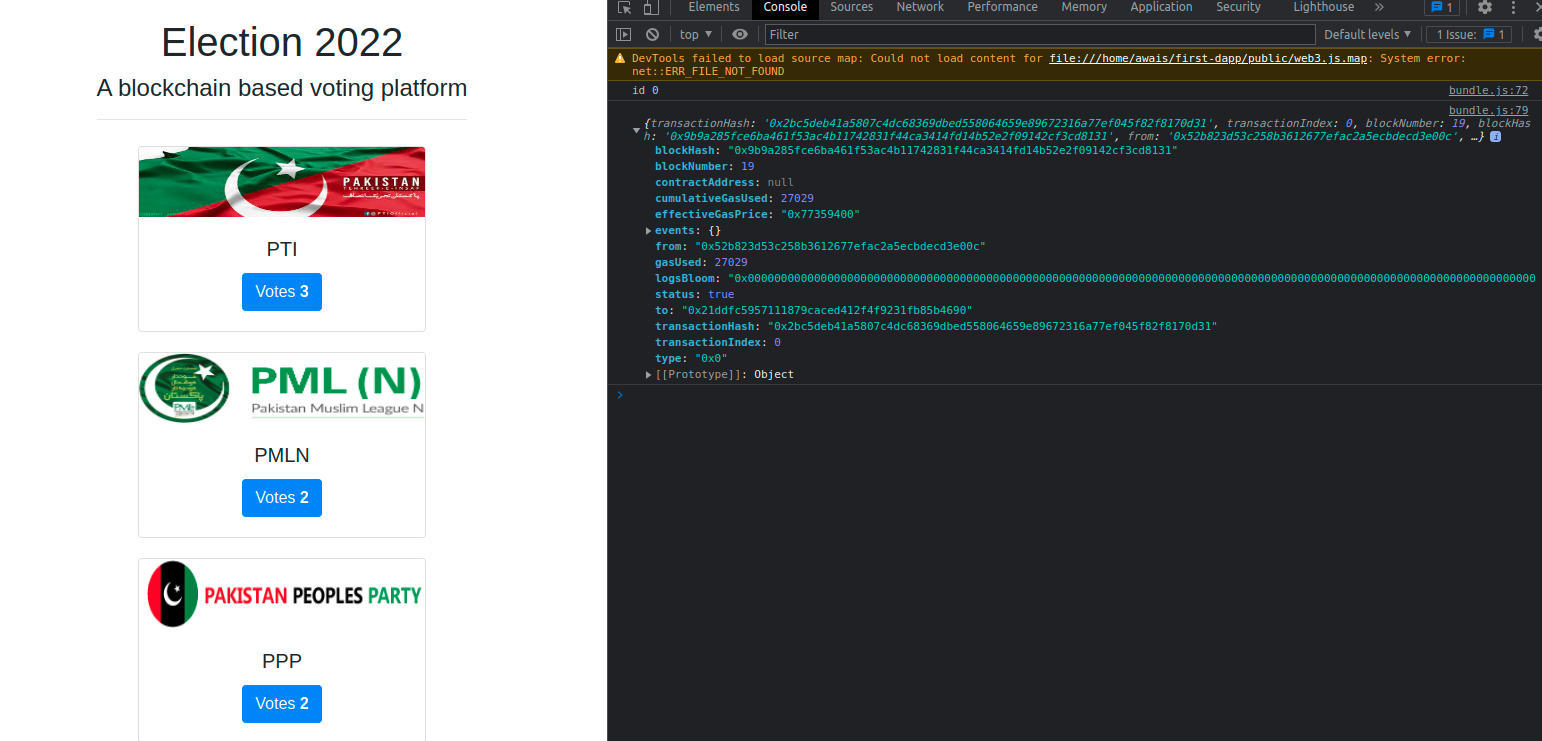 Election 2022
A blockchain based voting platform
PAKISTAN
PTI
Votes 3
PML (N)
Pakistan Muslim League N
PMLN
Votes 2
PAKISTAN PEOPLES PARTY
PPP
Votes 2
Elements Console Sources Network Performance Memory Application Security Lighthouse » 1
top ▼ Filter Default levels ▼ 1 Issue: 1
DevTools failed to load source map: Could not load content for file:///home/awais/first-dapp/public/web3.js.map: System error:
net::ERR_FILE_NOT_FOUND
id 0 bundle.js:72
bundle.js:79
{transactionHash: '0x2bc5deb41a5807c4dc68369dbed558064659e89672316a77ef045f82f8170d31', transactionIndex: 0, blockNumber: 19, blockHas
h: '0x9b9a285fce6ba461f53ac4b11742831f44ca3414fd14b52e2f09142cf3cd8131', from: '0x52b823d53c258b3612677efac2a5ecbdecd3e00c', …}
blockHash: "0x9b9a285fce6ba461f53ac4b11742831f44ca3414fd14b52e2f09142cf3cd8131"
blockNumber: 19
contractAddress: null
cumulativeGasUsed: 27029
effectiveGasPrice: "0x77359400"
events: {}
from: "0x52b823d53c258b3612677efac2a5ecbdecd3e00c"
gasUsed: 27029
status: true
to: "0x21ddfc5957111879caced412f4f9231fb85b4690"
transactionHash: "0x2bc5deb41a5807c4dc68369dbed558064659e89672316a77ef045f82f8170d31"
transactionIndex: 0
type: "0x0"
[[Prototype]]: Object